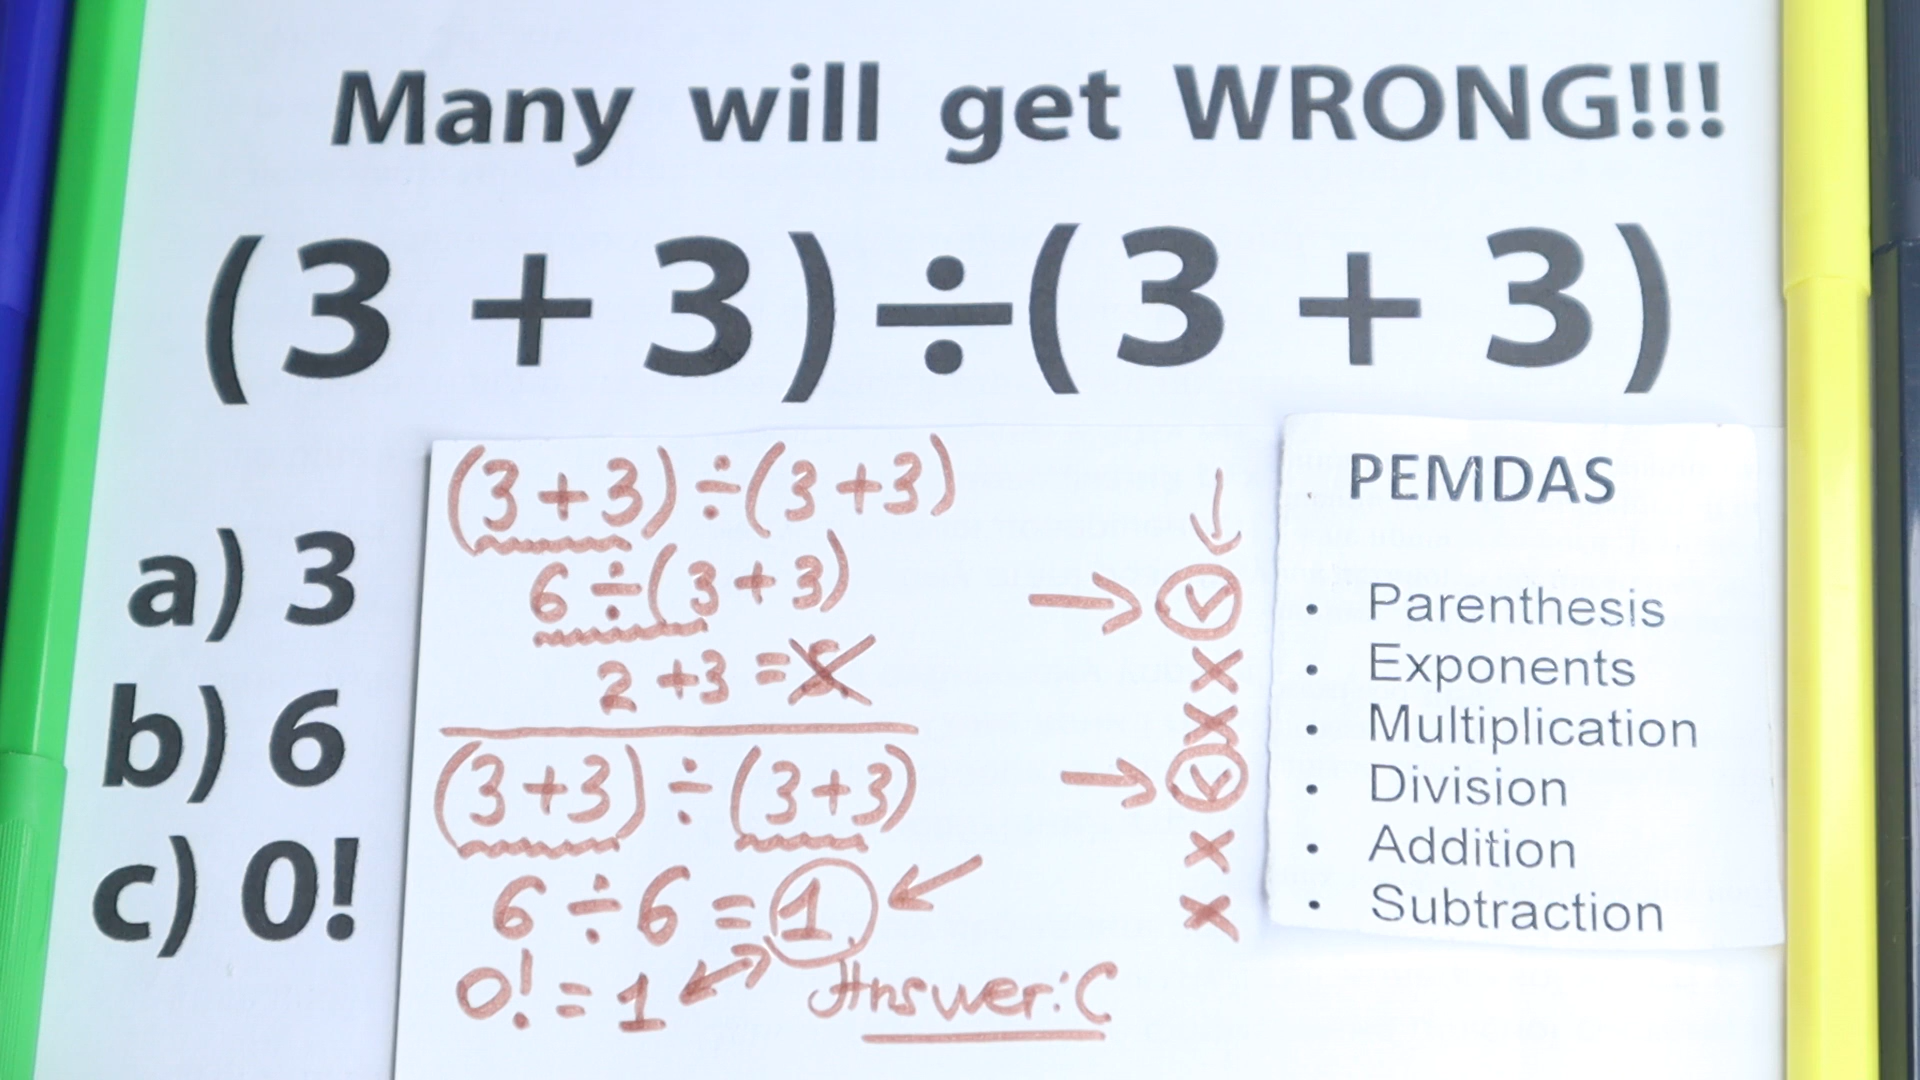 Many will get WRONG!!!
(3 + 3)÷(3 + 3)
a) 3
b) 6
c) 0!
(3 + 3) ÷ (3 + 3)
6 ÷ (3 + 3)
2 + 3 = 5
(3 + 3) ÷ (3 + 3)
6 ÷ 6 = 1
0! = 1
Answer: C
PEMDAS
• Parenthesis
• Exponents
• Multiplication
• Division
• Addition
• Subtraction